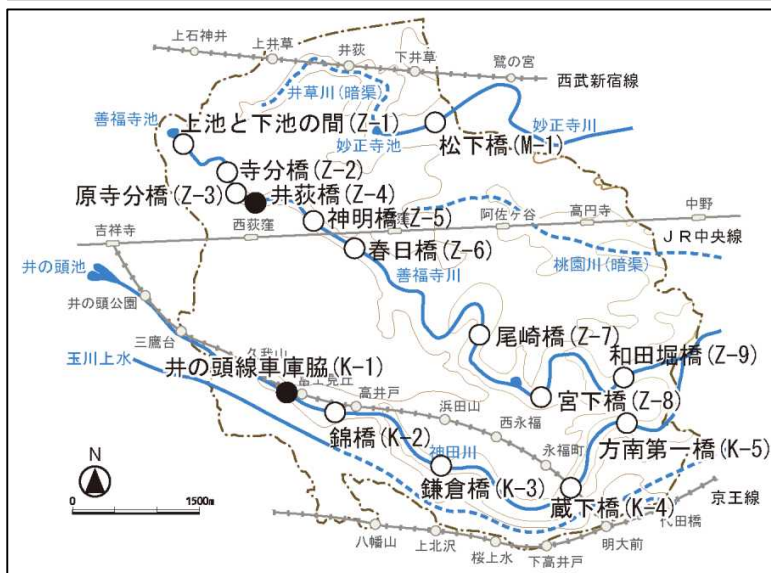 上石神井
上井草
井荻
下井草
鷺の宮
西武新宿線
井草川(暗渠)
善福寺池
上池と下池の間(Z-1)
妙正寺池
松下橋(M-1)
妙正寺川
寺分橋(Z-2)
原寺分橋(Z-3)
井荻橋(Z-4)
神明橋(Z-5)
吉祥寺
西荻窪
窪
阿佐ヶ谷
高円寺
中野
JR中央線
春日橋(Z-6)
井の頭池
善福寺川
桃園川(暗渠)
井の頭公園
三鷹台
久我山
尾崎橋(Z-7)
和田堀橋(Z-9)
玉川上水
井の頭線車庫脇(K-1)
富士見丘
高井戸
宮下橋(Z-8)
浜田山
西永福
錦橋(K-2)
永福町
方南第一橋(K-5)
神田川
鎌倉橋(K-3)
蔵下橋(K-4)
京王線
代田橋
N
0
1500m
八幡山
上北沢
桜上水
下高井戸
明大前